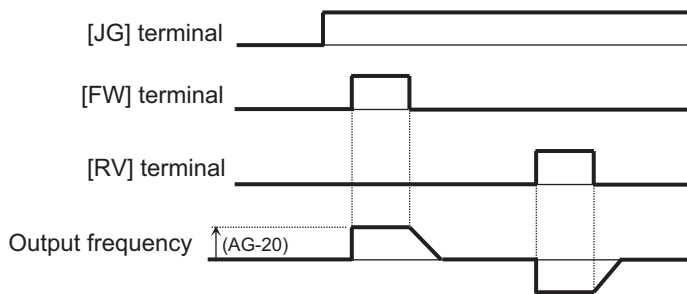 [JG] terminal
[FW] terminal
[RV] terminal
Output frequency (AG-20)